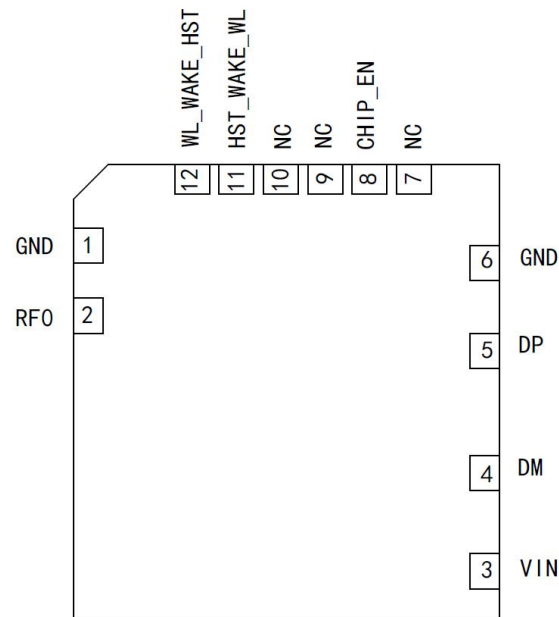 WL_WAKE_HST
HST_WAKE_WL
NC
NC
CHIP_EN
NC
12
11
10
9
8
7
GND 1
6 GND
RF0 2
5 DP
4 DM
3 VIN